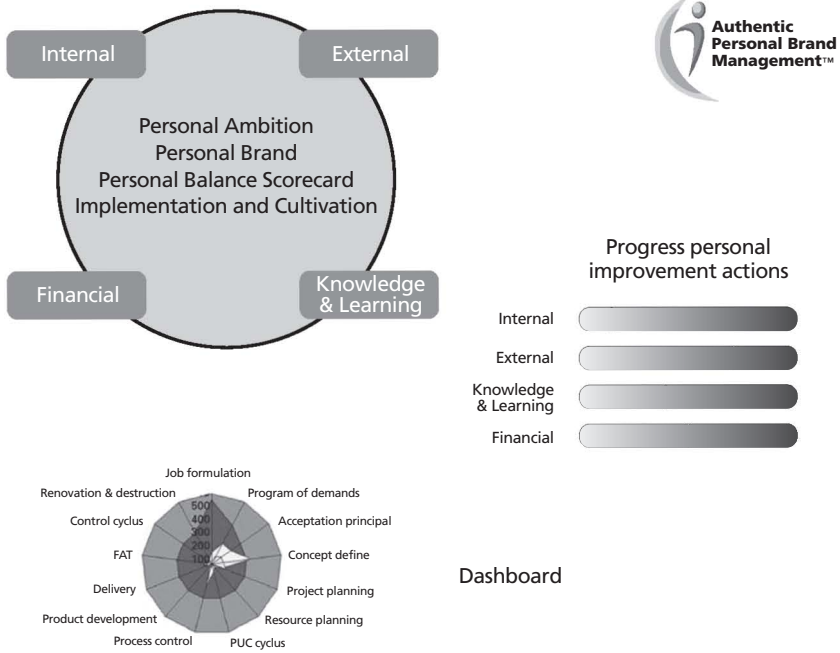 Internal
External
Personal Ambition
Personal Brand
Personal Balance Scorecard
Implementation and Cultivation
Financial
Knowledge
& Learning
Authentic
Personal Brand
Management™
Progress personal
improvement actions
Internal
External
Knowledge
& Learning
Financial
Job formulation
Renovation & destruction
Program of demands
Control cyclus
Acceptation principal
FAT
Concept define
Delivery
Project planning
Product development
Resource planning
Process control
PUC cyclus
500
400
300
200
100
Dashboard